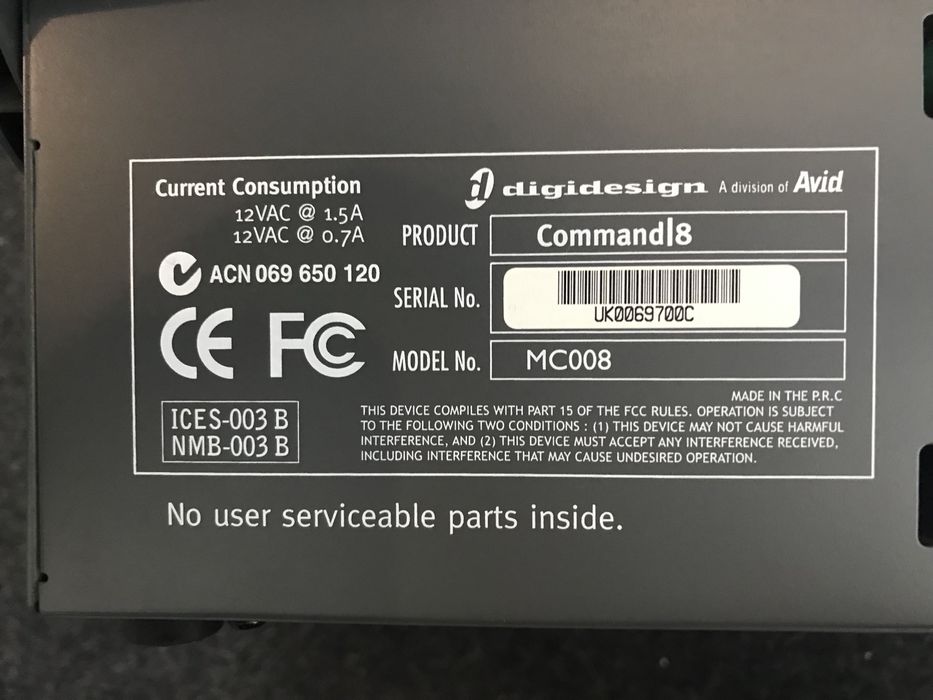 Current Consumption
12VAC @ 1.5A
12VAC @ 0.7A
ACN 069 650 120
CE FC
ICES-003 B
NMB-003 B
digidesign A division of Avid
PRODUCT Command|8
SERIAL No. UK0069700C
MODEL No. MC008
MADE IN THE P.R.C
THIS DEVICE COMPILES WITH PART 15 OF THE FCC RULES. OPERATION IS SUBJECT
TO THE FOLLOWING TWO CONDITIONS : (1) THIS DEVICE MAY NOT CAUSE HARMFUL
INTERFERENCE, AND (2) THIS DEVICE MUST ACCEPT ANY INTERFERENCE RECEIVED,
INCLUDING INTERFERENCE THAT MAY CAUSE UNDESIRED OPERATION.
No user serviceable parts inside.